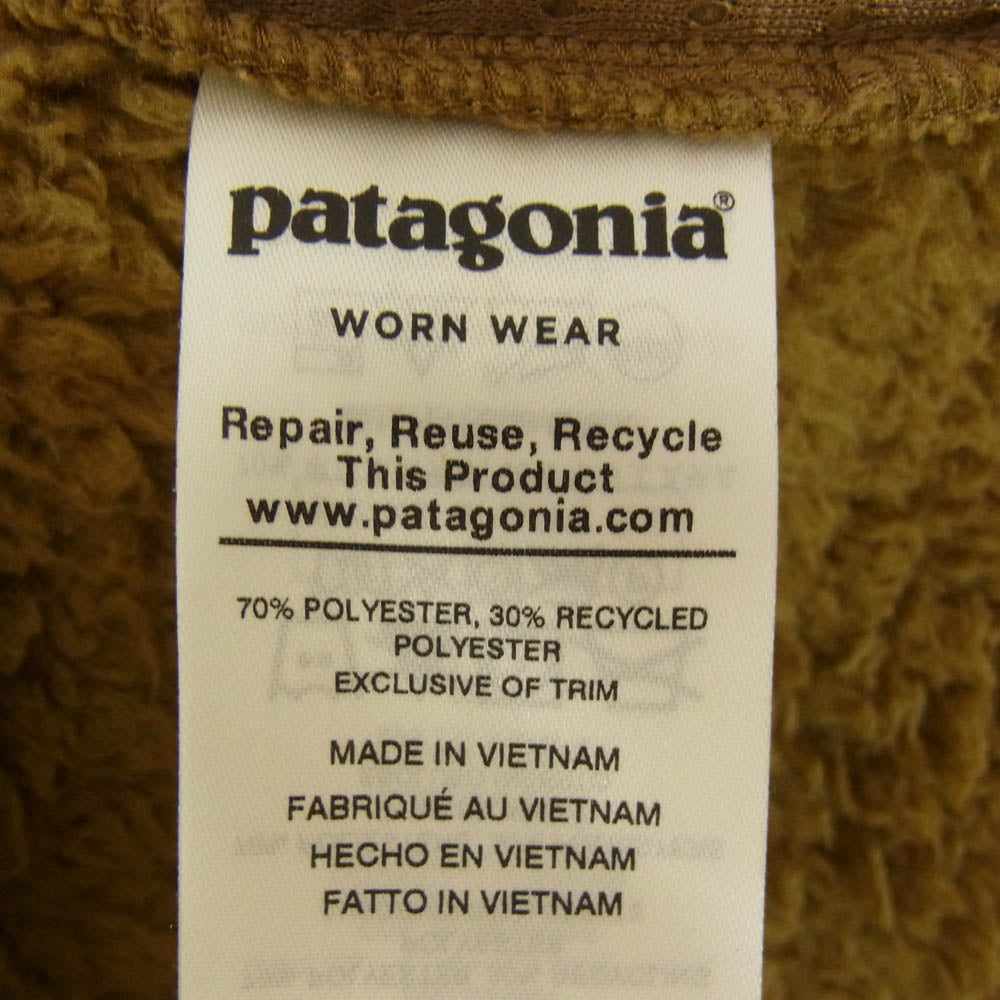 patagonia®
WORN WEAR
Repair, Reuse, Recycle
This Product
www.patagonia.com
70% POLYESTER, 30% RECYCLED
POLYESTER
EXCLUSIVE OF TRIM
MADE IN VIETNAM
FABRIQUÉ AU VIETNAM
HECHO EN VIETNAM
FATTO IN VIETNAM